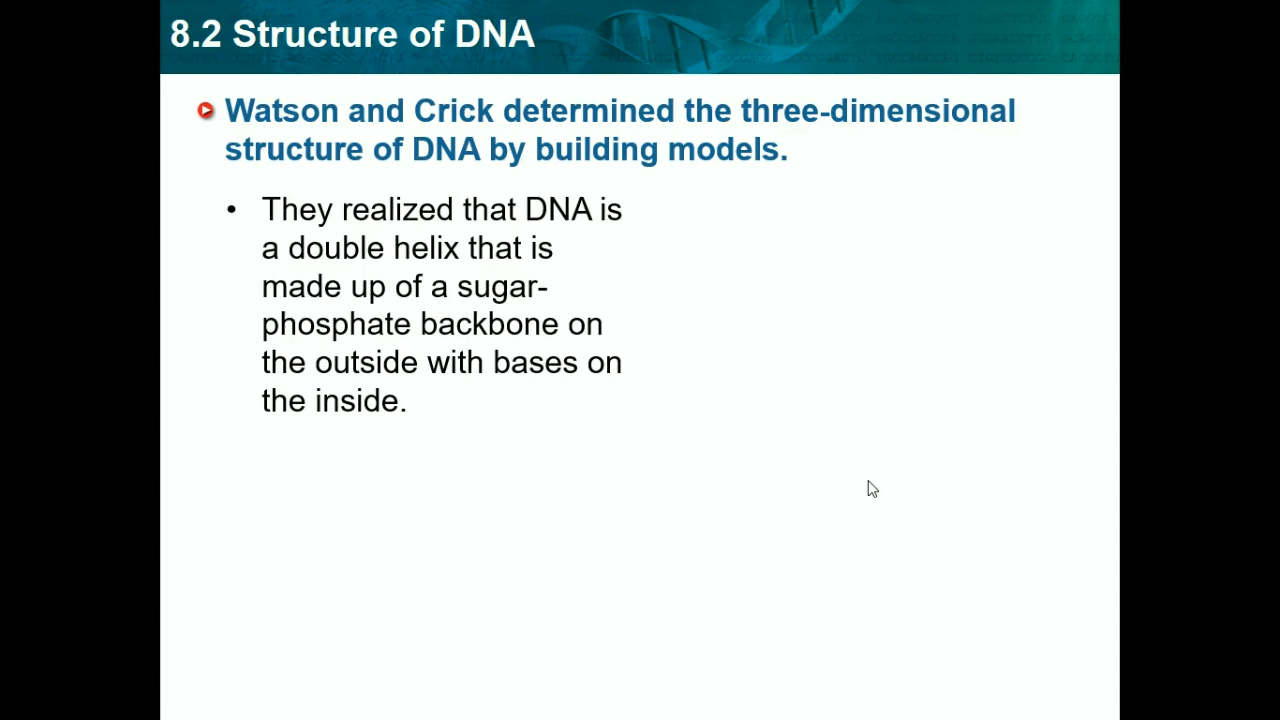 8.2 Structure of DNA
Watson and Crick determined the three-dimensional
structure of DNA by building models.
• They realized that DNA is
a double helix that is
made up of a sugar-
phosphate backbone on
the outside with bases on
the inside.